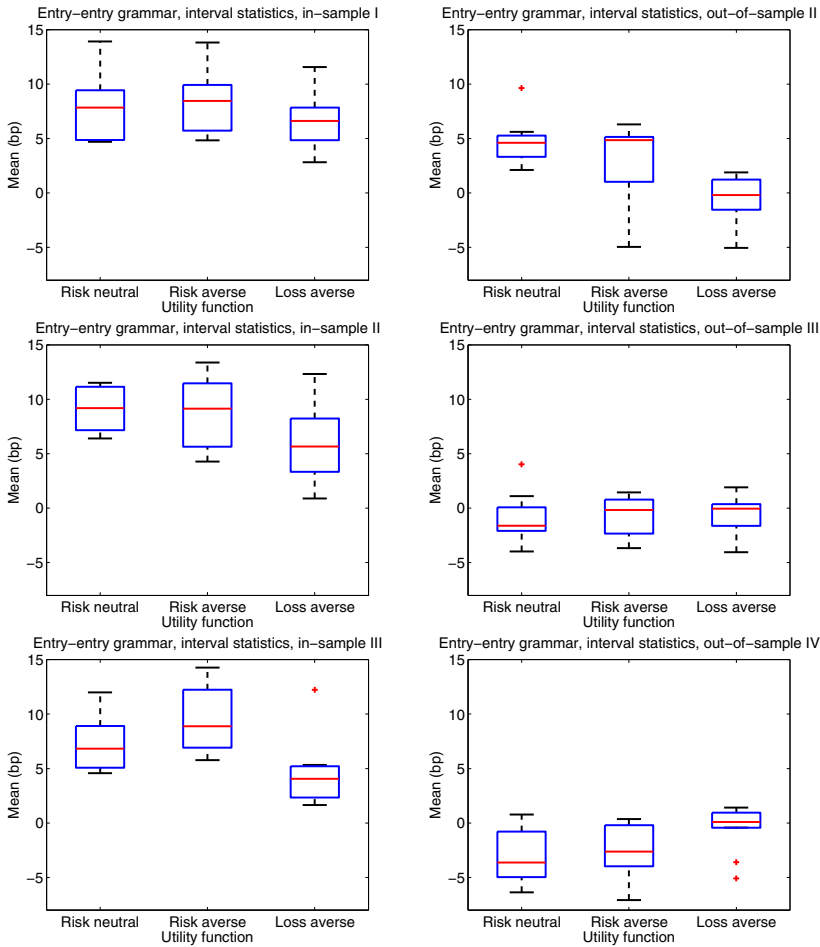 Entry−entry grammar, interval statistics, in−sample I
15
10
5
0
−5
Mean (bp)
Risk neutral Risk averse Loss averse
Utility function
Entry−entry grammar, interval statistics, out−of−sample II
15
10
5
0
−5
Mean (bp)
Risk neutral Risk averse Loss averse
Utility function
Entry−entry grammar, interval statistics, in−sample II
15
10
5
0
−5
Mean (bp)
Risk neutral Risk averse Loss averse
Utility function
Entry−entry grammar, interval statistics, out−of−sample III
15
10
5
0
−5
Mean (bp)
Risk neutral Risk averse Loss averse
Utility function
Entry−entry grammar, interval statistics, in−sample III
15
10
5
0
−5
Mean (bp)
Risk neutral Risk averse Loss averse
Utility function
Entry−entry grammar, interval statistics, out−of−sample IV
15
10
5
0
−5
Mean (bp)
Risk neutral Risk averse Loss averse
Utility function